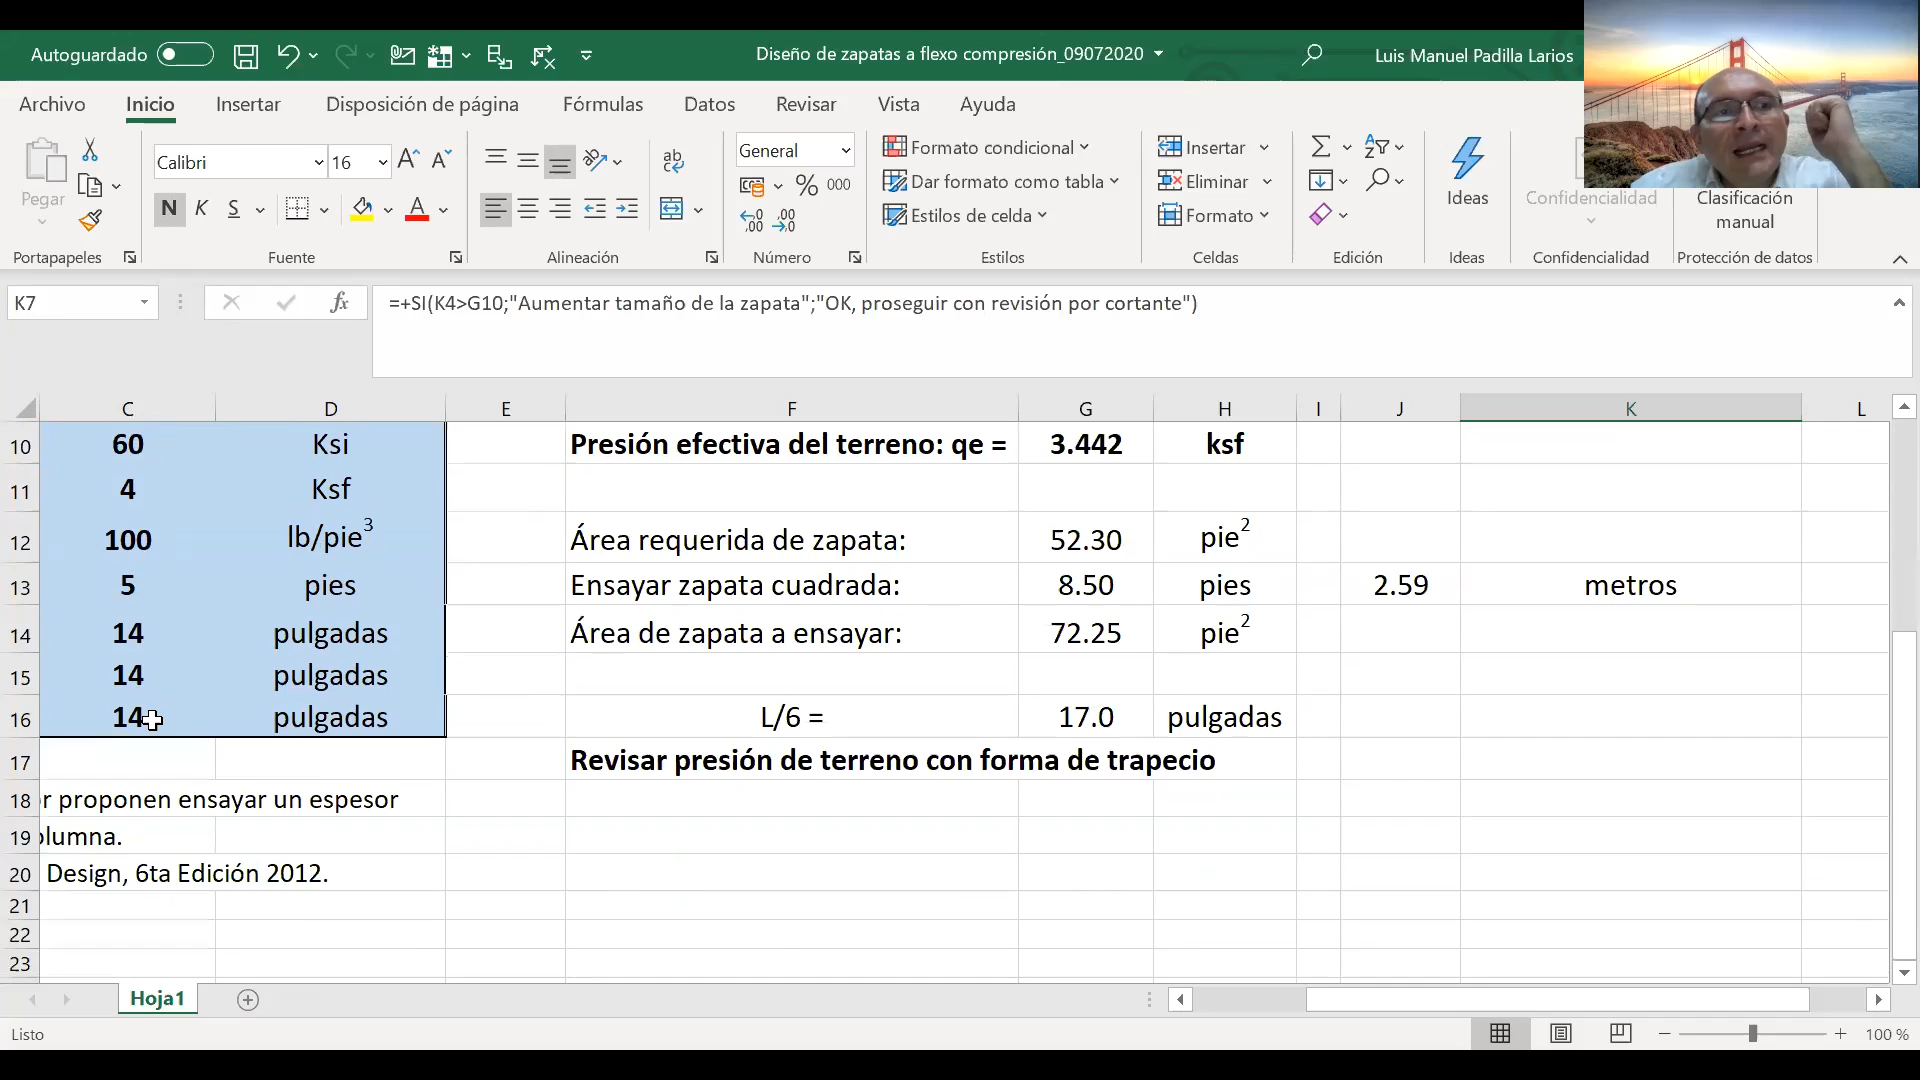 Autoguardado
Diseño de zapatas a flexo compresión_09072020
Luis Manuel Padilla Larios
Archivo Inicio Insertar Disposición de página Fórmulas Datos Revisar Vista Ayuda
Pegar
Calibri 16
N K S
ab
General
% 000
Formato condicional
Dar formato como tabla
Estilos de celda
Insertar
Eliminar
Formato
Ideas
Confidencialidad
Clasificación
manual
Portapapeles Fuente Alineación Número Estilos Celdas Edición Ideas Confidencialidad Protección de datos
K7
fx
=+SI(K4>G10;"Aumentar tamaño de la zapata";"OK, proseguir con revisión por cortante")
C D E F G H I J K L
10 60 Ksi Presión efectiva del terreno: qe = 3.442 ksf
11 4 Ksf
12 100 lb/pie³ Área requerida de zapata: 52.30 pie²
13 5 pies Ensayar zapata cuadrada: 8.50 pies 2.59 metros
14 14 pulgadas Área de zapata a ensayar: 72.25 pie²
15 14 pulgadas
16 14 pulgadas L/6 = 17.0 pulgadas
17 Revisar presión de terreno con forma de trapecio
18 or proponen ensayar un espesor
19 olumna.
20 Design, 6ta Edición 2012.
21
22
23
Hoja1
Listo
100 %